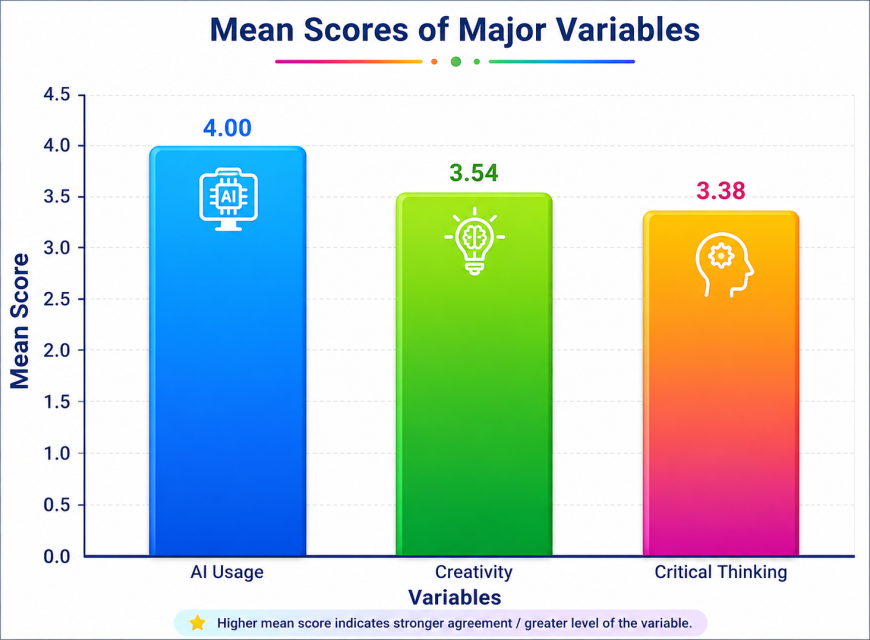 Mean Scores of Major Variables
4.5
4.0
3.5
3.0
2.5
2.0
1.5
1.0
0.5
0.0
Mean Score
4.00
3.54
3.38
AI
AI Usage
Creativity
Critical Thinking
Variables
Higher mean score indicates stronger agreement / greater level of the variable.